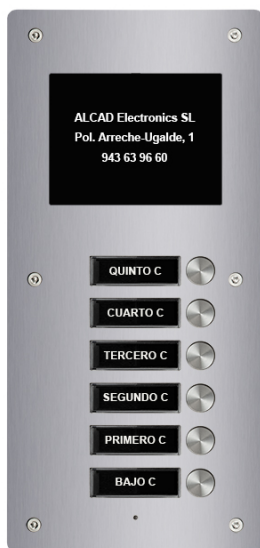 ALCAD Electronics SL
Pol. Arreche-Ugalde, 1
943 63 96 60
QUINTO C
CUARTO C
TERCERO C
SEGUNDO C
PRIMERO C
BAJO C